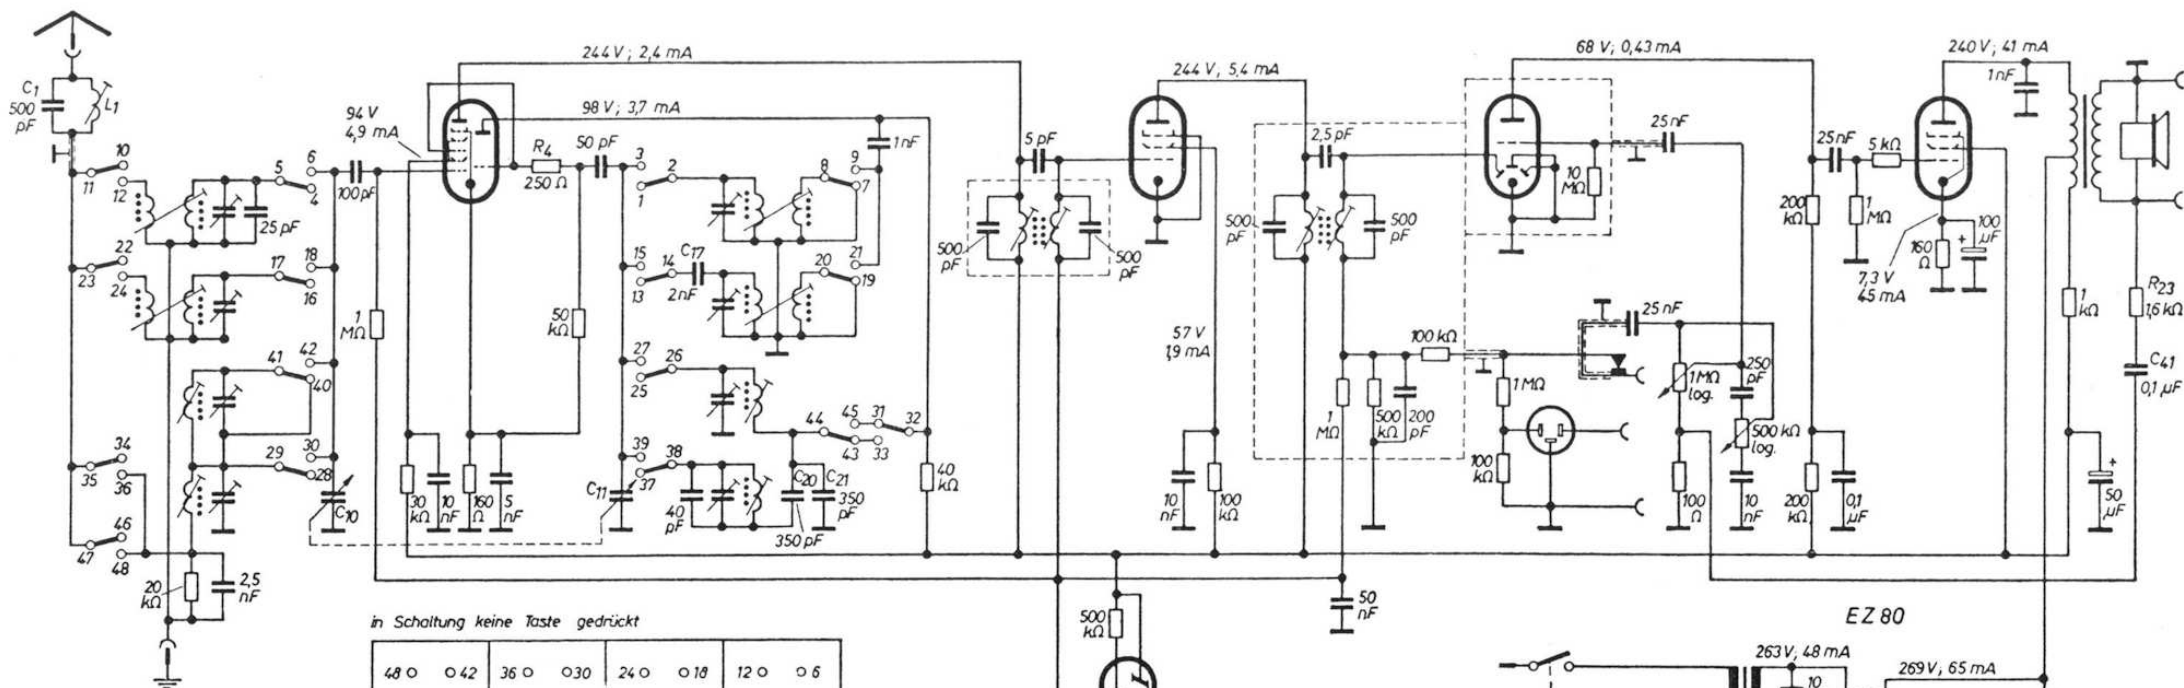 244 V; 2,4 mA
68 V; 0,43 mA
240 V; 41 mA
1 nF
C1
500
pF
L1
94 V
4,9 mA
98 V; 3,7 mA
244 V; 5,4 mA
1 nF
R4
250 Ω
50 pF
5 pF
2,5 pF
25 nF
25 nF
5 kΩ
10
11
12
5
6
4
100 pF
25 pF
3
2
1
8
9
7
10
MΩ
200
kΩ
1
MΩ
100
µF
+
160
Ω
7,3 V
45 mA
22
23
24
17
18
16
15
14
13
C17
2 nF
20
21
19
500
pF
500
pF
500
pF
500
pF
1
MΩ
50
kΩ
57 V
1,9 mA
100 kΩ
25 nF
1
kΩ
R23
1,6 kΩ
C41
0,1 µF
41
42
40
27
26
25
1 MΩ
1 MΩ
log.
250
pF
34
35
36
29
30
28
44
45
31
32
43
33
1
MΩ
500
kΩ
200
pF
500 kΩ
log.
39
38
37
C10
30
kΩ
10
nF
160
Ω
5
nF
C11
40
pF
C20
C21
350
pF
350 pF
40
kΩ
10
nF
100
kΩ
100
kΩ
100
Ω
10
nF
200
kΩ
0,1
µF
+
50
µF
46
47
48
20
kΩ
2,5
nF
50
nF
500
kΩ
EZ 80
in Schaltung keine Taste gedrückt
48 42 36 30 24 18 12 6
263 V; 48 mA
269 V; 65 mA
10